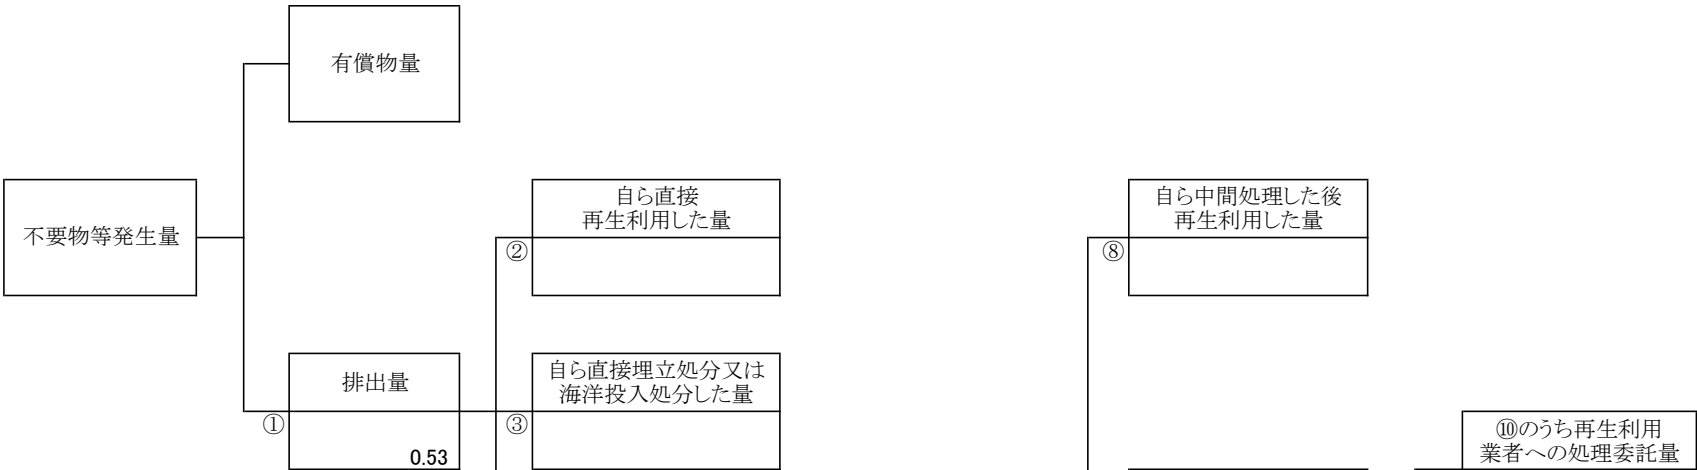 有償物量
不要物等発生量
自ら直接
再生利用した量
②
自ら中間処理した後
再生利用した量
⑧
排出量
①
0.53
自ら直接埋立処分又は
海洋投入処分した量
③
⑩のうち再生利用
業者への処理委託量